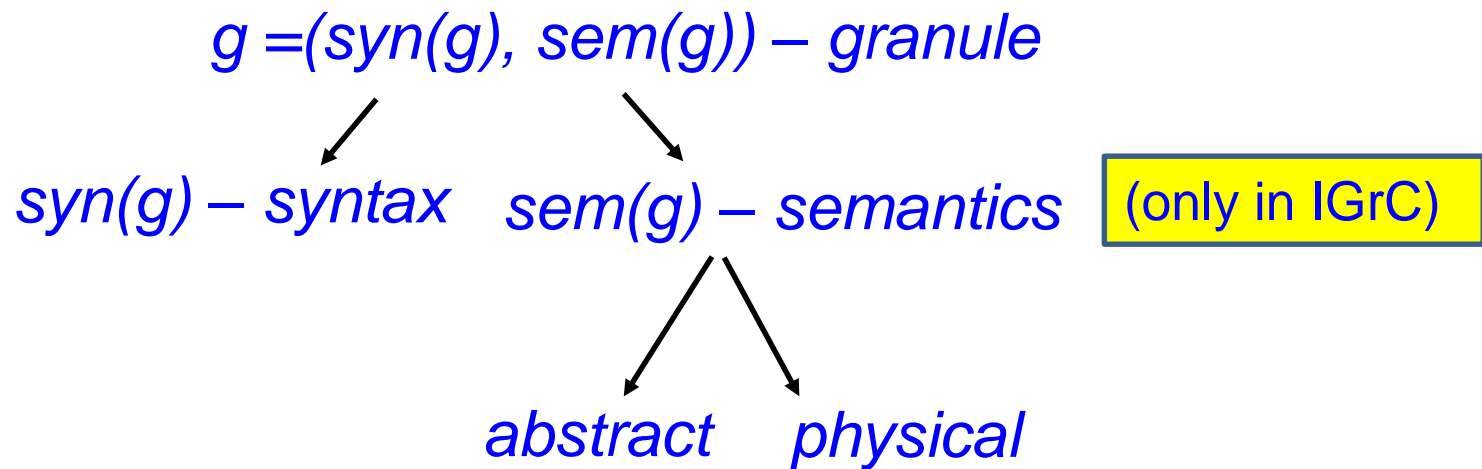 g =(syn(g), sem(g)) – granule
syn(g) – syntax sem(g) – semantics (only in IGrC)
abstract physical